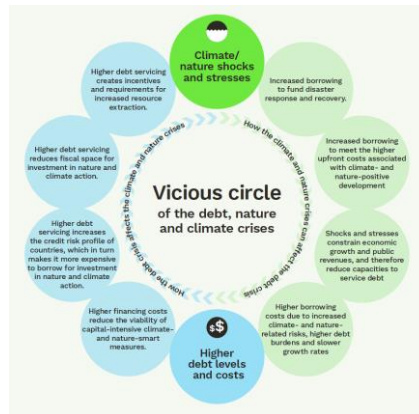 Climate/
nature shocks
and stresses
Increased borrowing
to fund disaster
response and recovery.
Increased borrowing
to meet the higher
upfront costs associated
with climate- and
nature-positive
development
Shocks and stresses
constrain economic
growth and public
revenues, and therefore
reduce capacities to
service debt
Higher borrowing
costs due to increased
climate- and nature-
related risks, higher debt
burdens and slower
growth rates
$$
Higher
debt levels
and costs
Higher financing costs
reduce the viability of
capital-intensive climate-
and nature-smart
measures.
Higher debt
servicing increases
the credit risk profile of
countries, which in turn
makes it more expensive
to borrow for investment
in nature and climate
action.
Higher debt servicing
reduces fiscal space for
investment in nature and
climate action.
Higher debt servicing
creates incentives
and requirements for
increased resource
extraction.
How the climate and nature crises can affect the debt crisis
How the debt crisis affects the climate and nature crises
Vicious circle
of the debt, nature
and climate crises